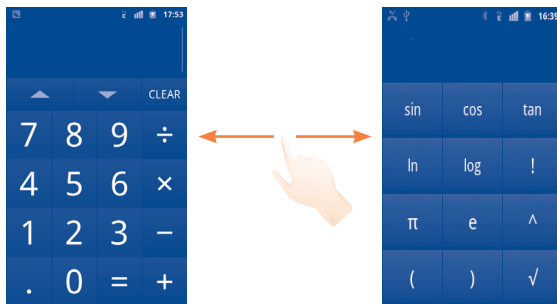 17:53
CLEAR
7 8 9 ÷
4 5 6 ×
1 2 3 −
. 0 = +
16:39
sin cos tan
ln log !
π e ^
( ) √